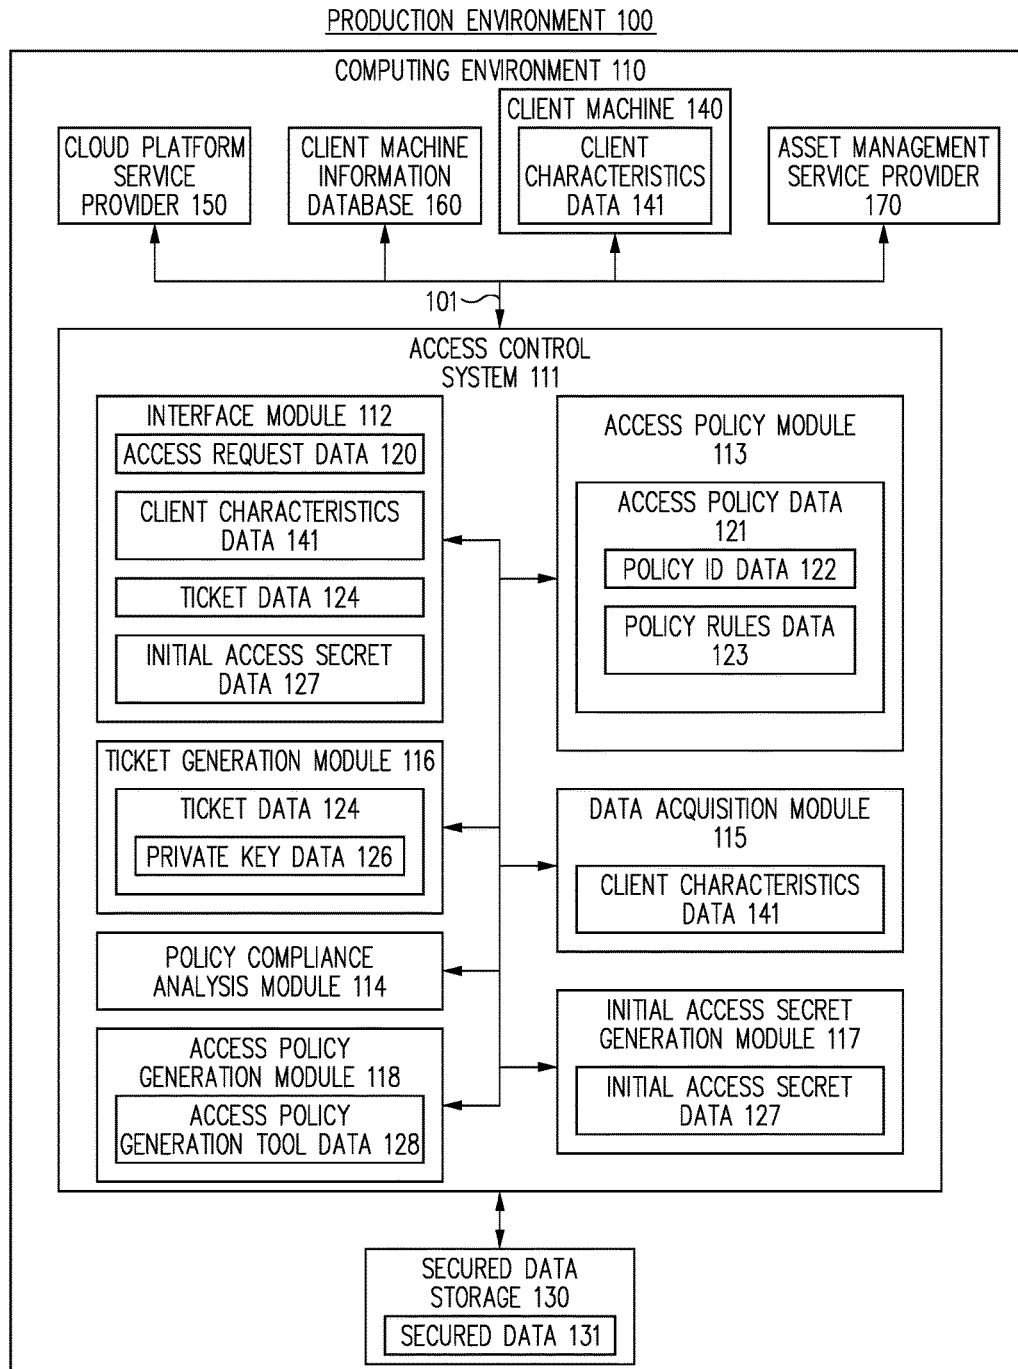 PRODUCTION ENVIRONMENT 100
COMPUTING ENVIRONMENT 110
CLOUD PLATFORM
SERVICE
PROVIDER 150
CLIENT MACHINE
INFORMATION
DATABASE 160
CLIENT MACHINE 140
CLIENT
CHARACTERISTICS
DATA 141
ASSET MANAGEMENT
SERVICE PROVIDER
170
101
ACCESS CONTROL
SYSTEM 111
INTERFACE MODULE 112
ACCESS REQUEST DATA 120
CLIENT CHARACTERISTICS
DATA 141
TICKET DATA 124
INITIAL ACCESS SECRET
DATA 127
ACCESS POLICY MODULE
113
ACCESS POLICY DATA
121
POLICY ID DATA 122
POLICY RULES DATA
123
TICKET GENERATION MODULE 116
TICKET DATA 124
PRIVATE KEY DATA 126
DATA ACQUISITION MODULE
115
CLIENT CHARACTERISTICS
DATA 141
POLICY COMPLIANCE
ANALYSIS MODULE 114
ACCESS POLICY
GENERATION MODULE 118
ACCESS POLICY
GENERATION TOOL DATA 128
INITIAL ACCESS SECRET
GENERATION MODULE 117
INITIAL ACCESS SECRET
DATA 127
SECURED DATA
STORAGE 130
SECURED DATA 131